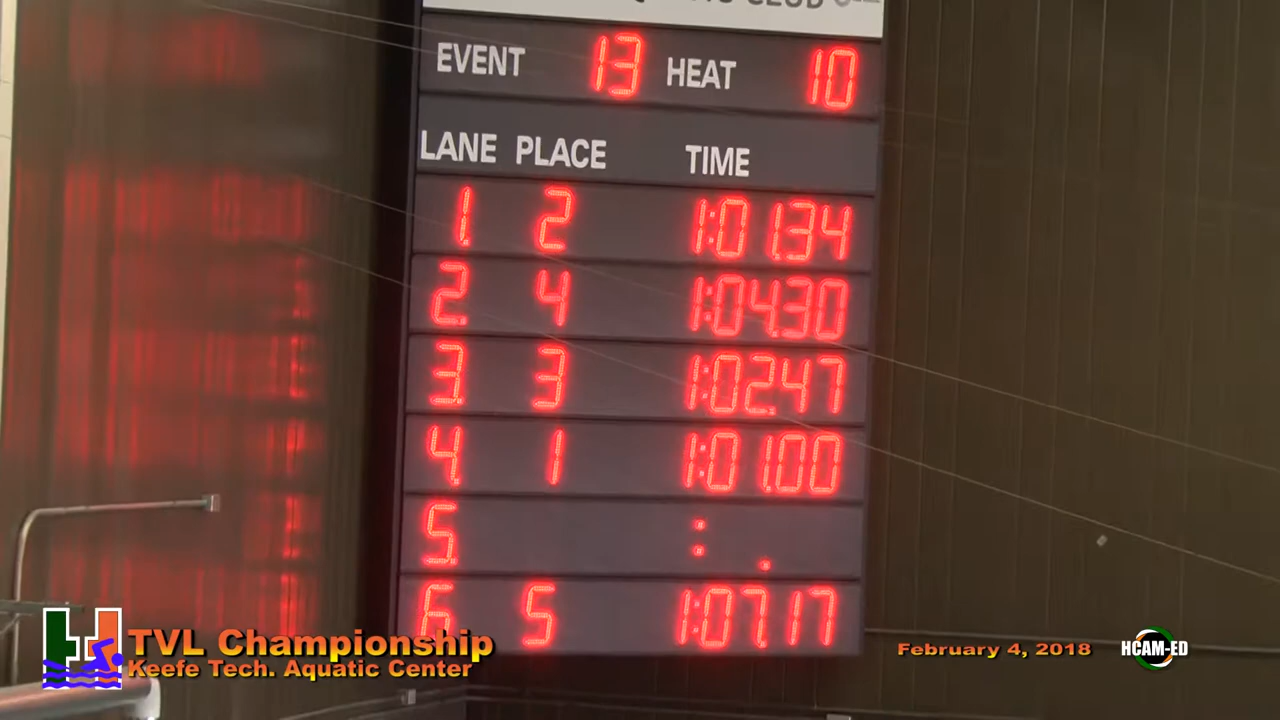 CLUB
EVENT 13 HEAT 10
LANE PLACE TIME
1. 2 1:01.34
2. 4 1:04.30
3. 3 1:02.47
4. 1 1:01.00
5. : .
6 5 1:07.17
TVL Championship
Keefe Tech. Aquatic Center
February 4, 2018
HCAM-ED
H